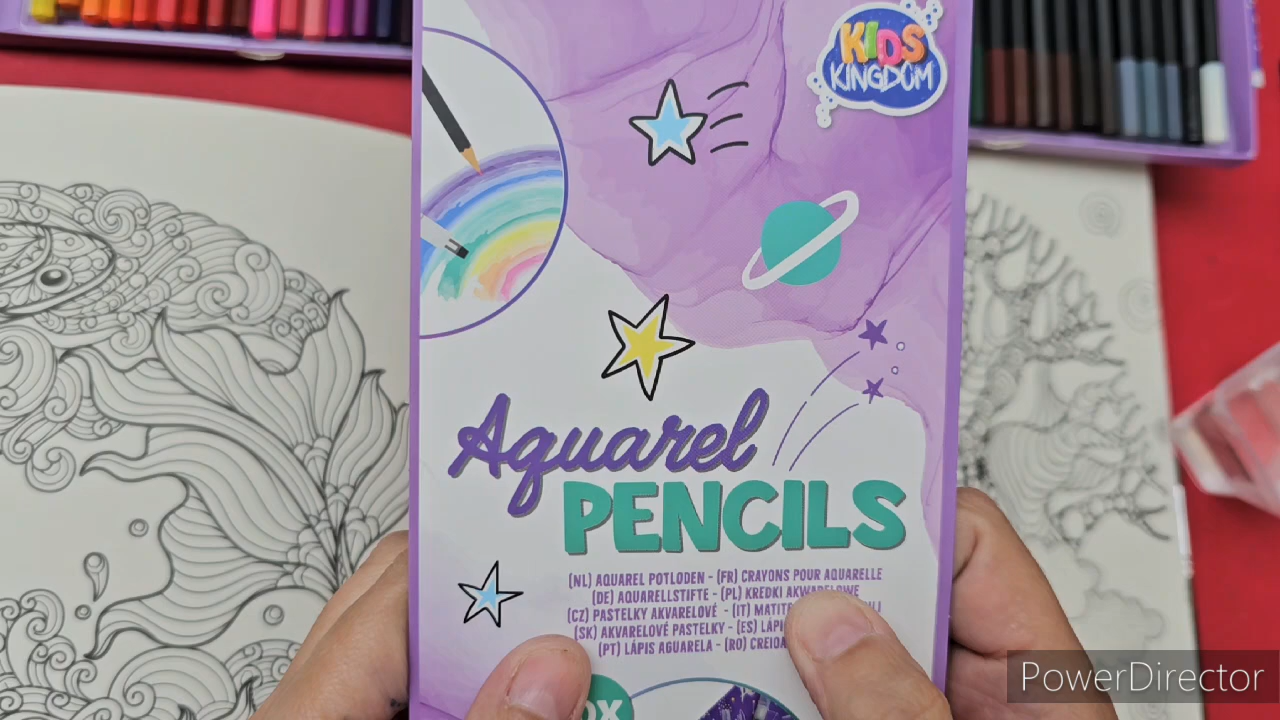 KIDS
KINGDOM
Aquarel
PENCILS
(NL) AQUAREL POTLODEN - (FR) CRAYONS POUR AQUARELLE
(DE) AQUARELLSTIFTE - (PL) KREDKI AKWARELOWE
(CZ) PASTELKY AKVARELOVÉ - (IT)
(SK) AKVARELOVÉ PASTELKY - (ES)
(PT) LÁPIS AGUARELA - (RO)
PowerDirector